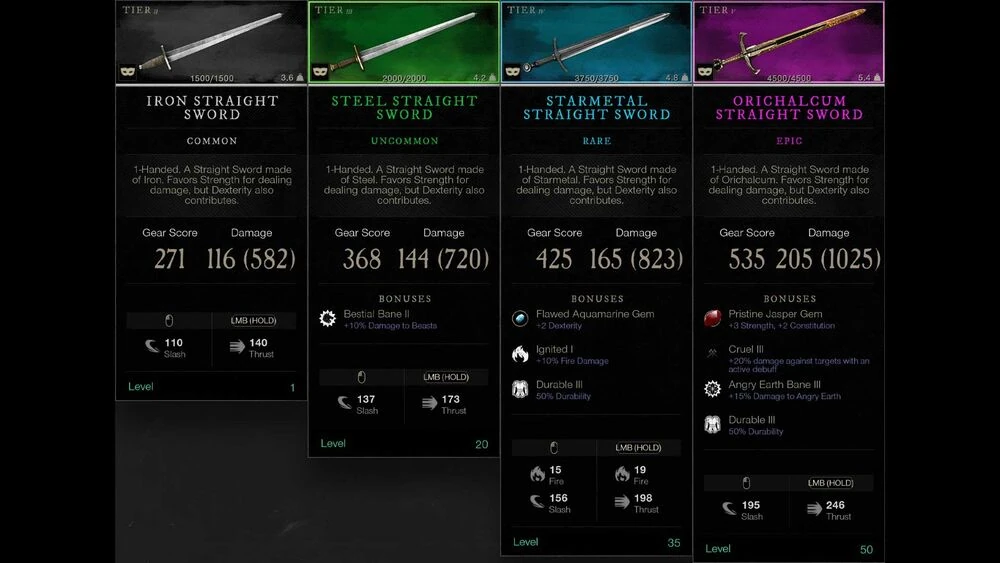 TIER II
1500/1500
3.6
IRON STRAIGHT
SWORD
COMMON
1-Handed. A Straight Sword made
of Iron. Favors Strength for dealing
damage, but Dexterity also
contributes.
Gear Score Damage
271 116 (582)
LMB (HOLD)
110 140
Slash Thrust
Level 1
TIER III
2000/2000
4.2
STEEL STRAIGHT
SWORD
UNCOMMON
1-Handed. A Straight Sword made
of Steel. Favors Strength for
dealing damage, but Dexterity also
contributes.
Gear Score Damage
368 144 (720)
BONUSES
Bestial Bane II
+10% Damage to Beasts
LMB (HOLD)
137 173
Slash Thrust
Level 20
TIER IV
3750/3750
4.8
STARMETAL
STRAIGHT SWORD
RARE
1-Handed. A Straight Sword made
of Starmetal. Favors Strength for
dealing damage, but Dexterity also
contributes.
Gear Score Damage
425 165 (823)
BONUSES
Flawed Aquamarine Gem
+2 Dexterity
Ignited I
+10% Fire Damage
Durable III
50% Durability
LMB (HOLD)
15 19
Fire Fire
156 198
Slash Thrust
Level 35
TIER V
4500/4500
5.4
ORICHALCUM
STRAIGHT SWORD
EPIC
1-Handed. A Straight Sword made
of Orichalcum. Favors Strength for
dealing damage, but Dexterity also
contributes.
Gear Score Damage
535 205 (1025)
BONUSES
Pristine Jasper Gem
+3 Strength, +2 Constitution
Cruel III
+20% damage against targets with an
active debuff
Angry Earth Bane III
+15% Damage to Angry Earth
Durable III
50% Durability
LMB (HOLD)
195 246
Slash Thrust
Level 50